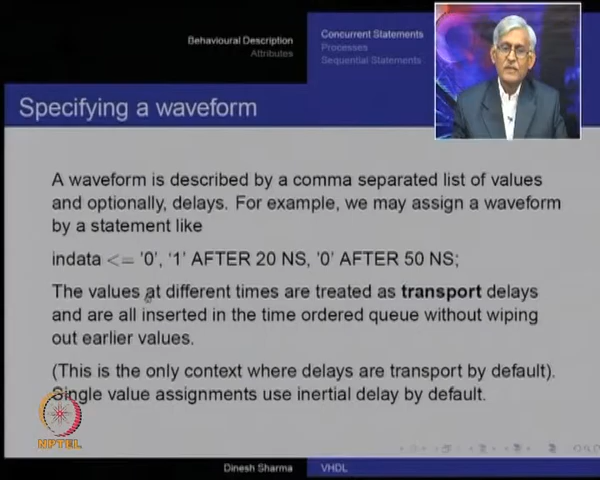 Behavioural Description
Attributes
Concurrent Statements
Processes
Sequential Statements
Specifying a waveform
A waveform is described by a comma separated list of values
and optionally, delays. For example, we may assign a waveform
by a statement like
indata <= '0', '1' AFTER 20 NS, '0' AFTER 50 NS;
The values at different times are treated as transport delays
and are all inserted in the time ordered queue without wiping
out earlier values.
(This is the only context where delays are transport by default).
Single value assignments use inertial delay by default.
NPTEL
Dinesh Sharma
VHDL